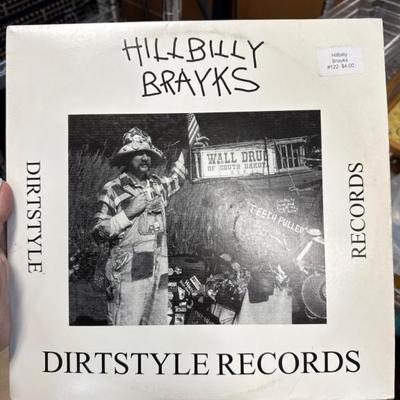 HILLBILLY
BRAYKS
Hillbilly
Brayks
#122- $4.00
DIRTSTYLE
WALL DRUG
OF SOUTH DAKOTA
TEETH PULLED
RECORDS
DIRTSTYLE RECORDS